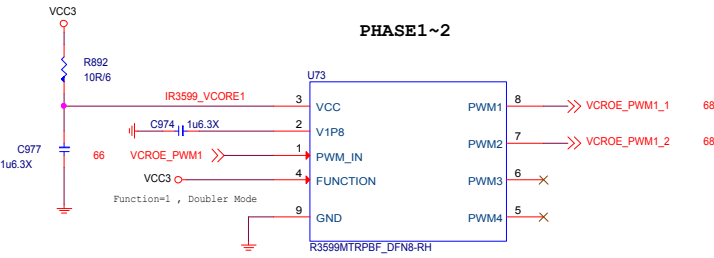 VCC3
PHASE1~2
R892
10R/6
U73
IR3599_VCORE1
3
VCC
PWM1
8
VCROE_PWM1_1
68
C974
1u6.3X
2
V1P8
PWM2
7
VCROE_PWM1_2
68
C977
1u6.3X
66
VCROE_PWM1
1
PWM_IN
VCC3
4
FUNCTION
PWM3
6
Function=1 , Doubler Mode
9
GND
PWM4
5
R3599MTRPBF_DFN8-RH